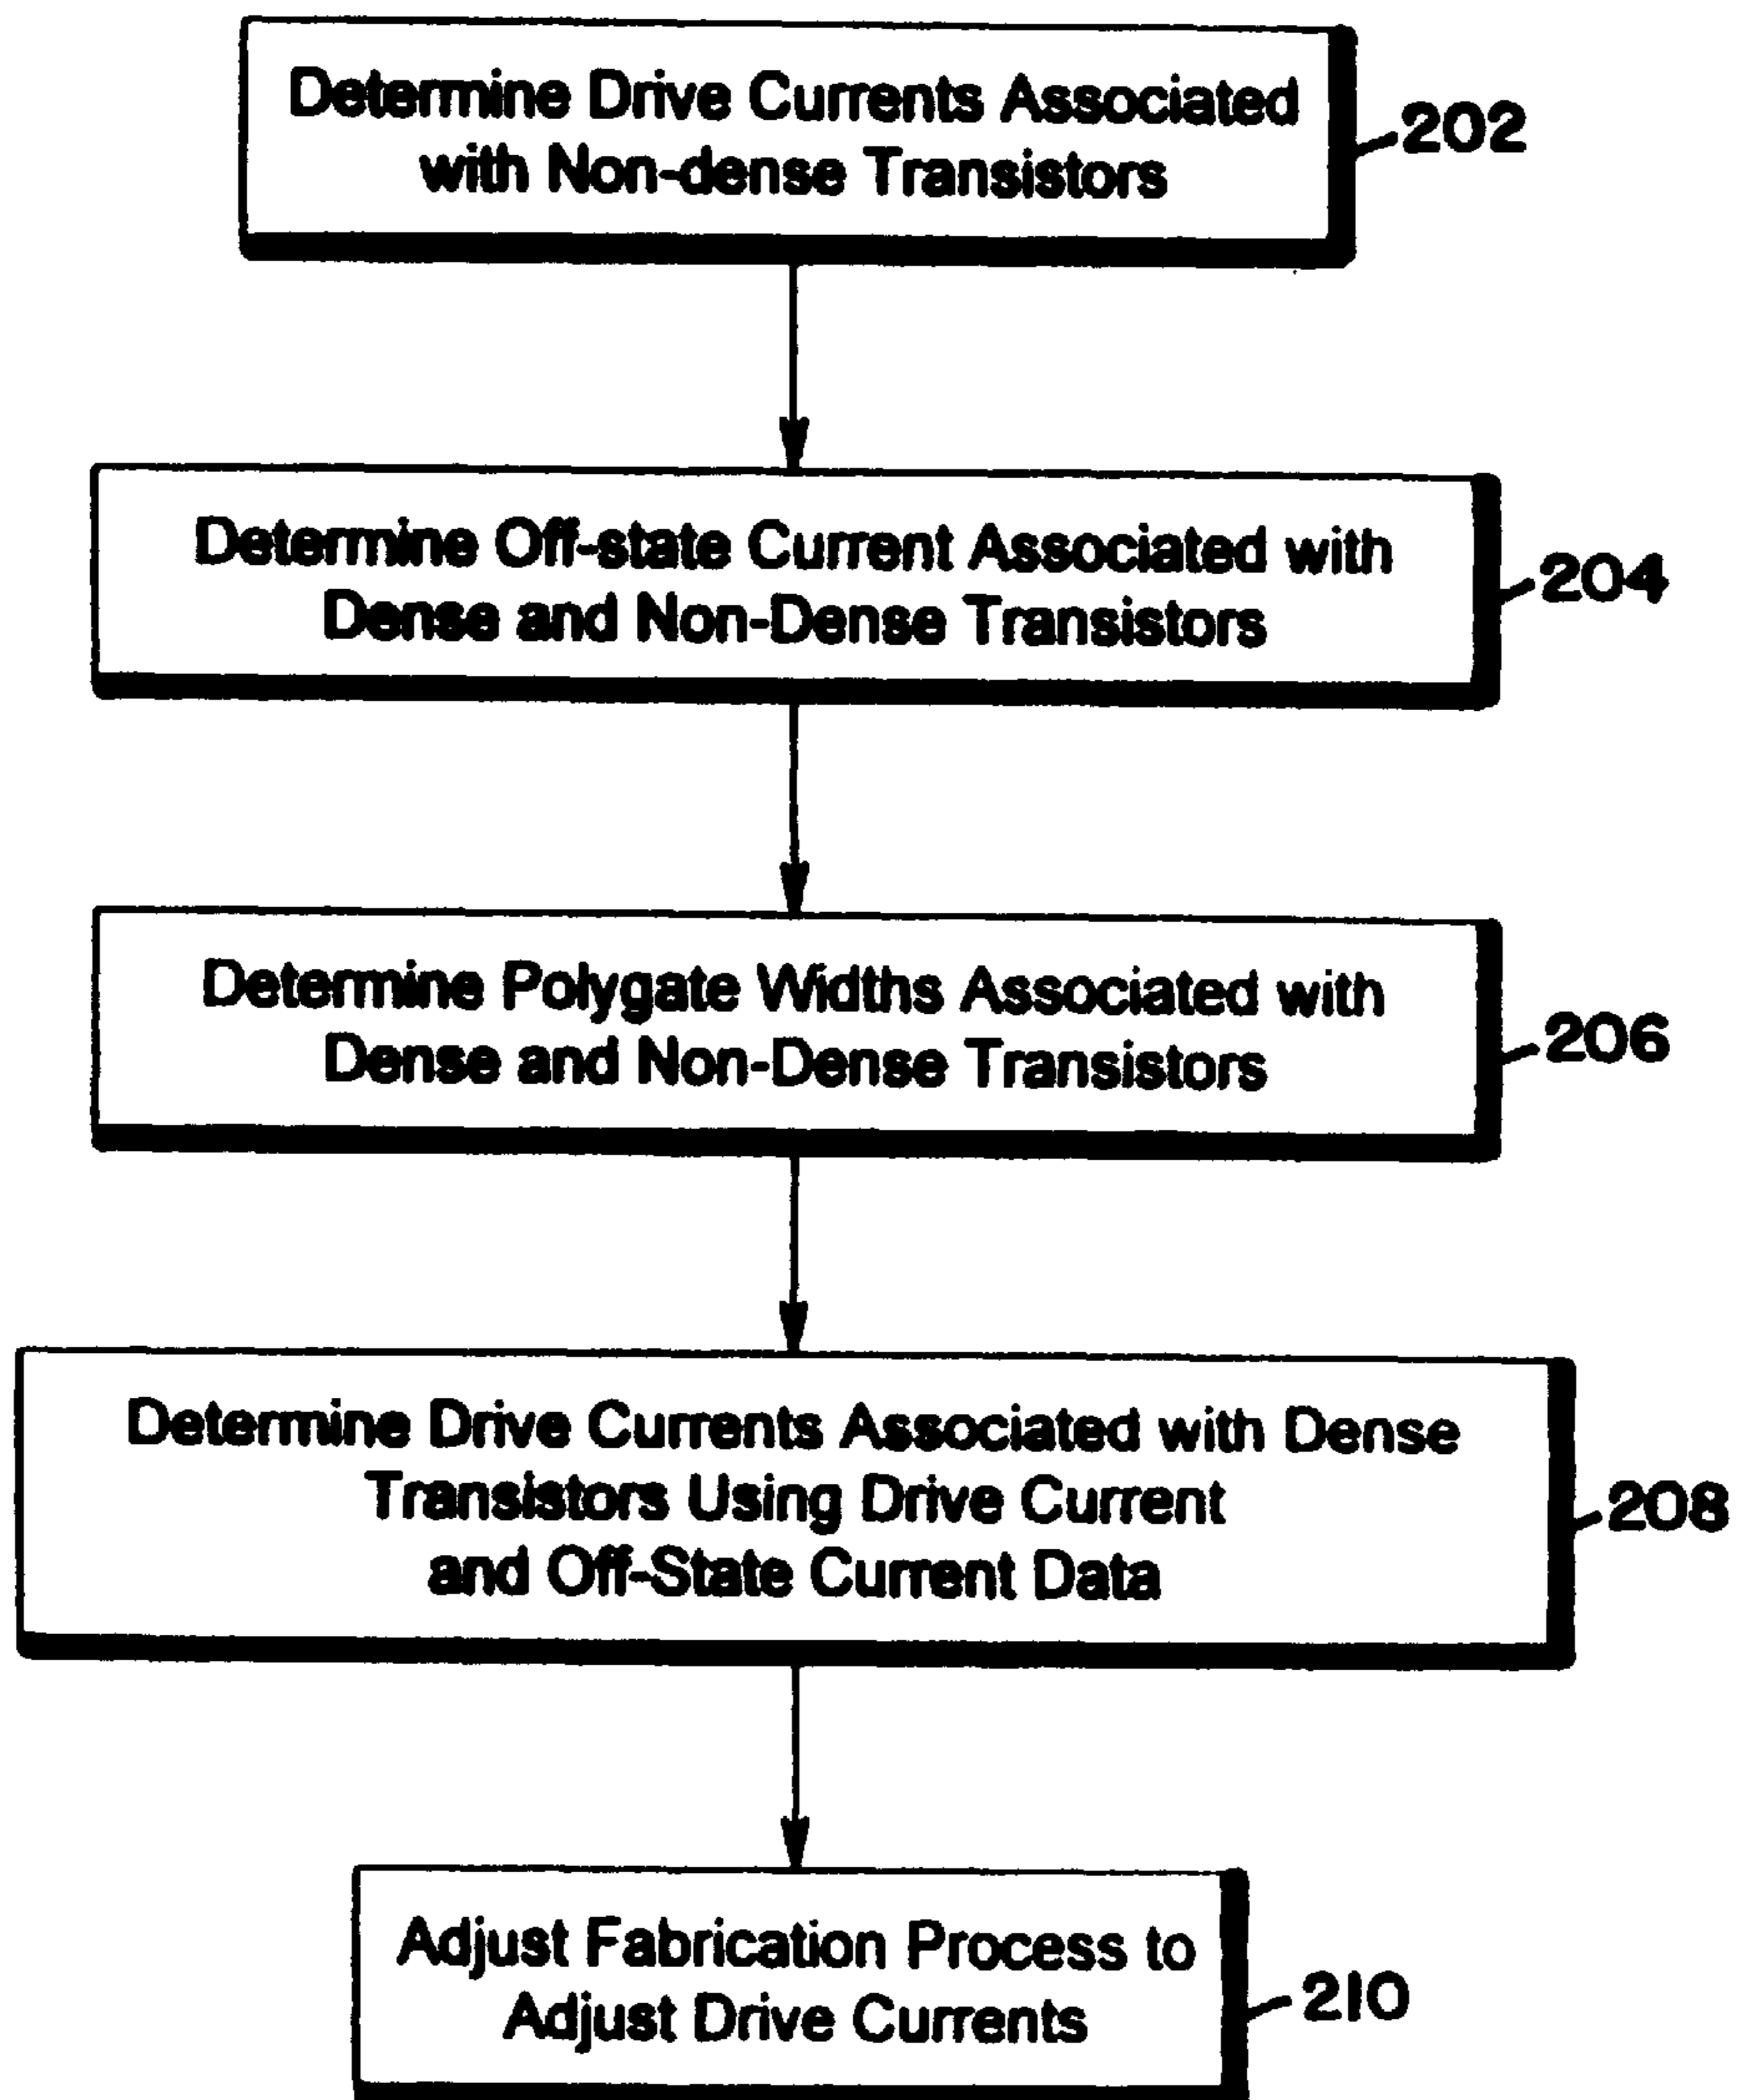 Determine Drive Currents Associated
with Non-dense Transistors
202
Determine Off-state Current Associated with
Dense and Non-Dense Transistors
204
Determine Polygate Widths Associated with
Dense and Non-Dense Transistors
206
Determine Drive Currents Associated with Dense
Transistors Using Drive Current
and Off-State Current Data
208
Adjust Fabrication Process to
Adjust Drive Currents
210